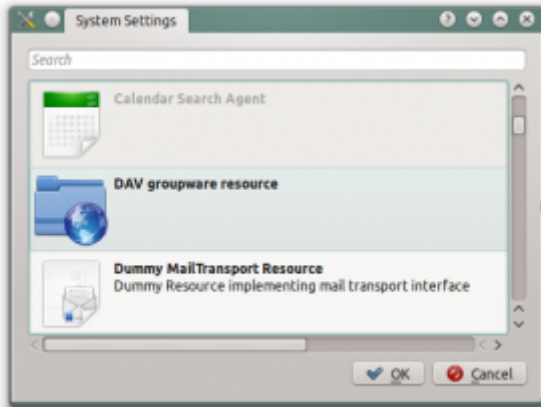 System Settings
Search
Calendar Search Agent
DAV groupware resource
Dummy MailTransport Resource
Dummy Resource implementing mail transport interface
OK
Cancel